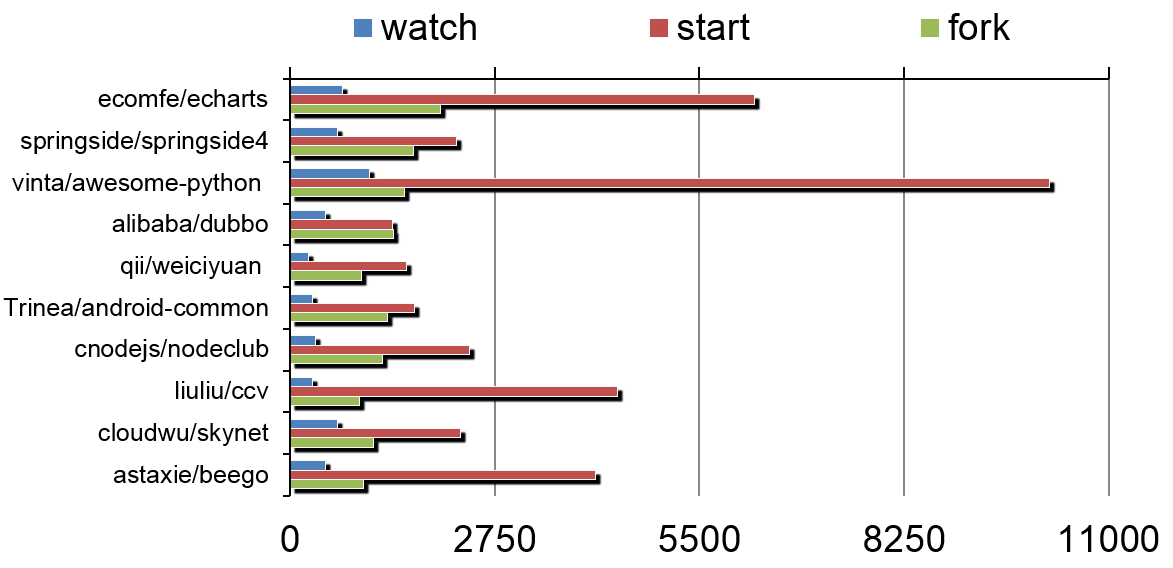 watch start fork
ecomfe/echarts
springside/springside4
vinta/awesome-python
alibaba/dubbo
qii/weiciyuan
Trinea/android-common
cnodejs/nodeclub
liuliu/ccv
cloudwu/skynet
astaxie/beego
0 2750 5500 8250 11000